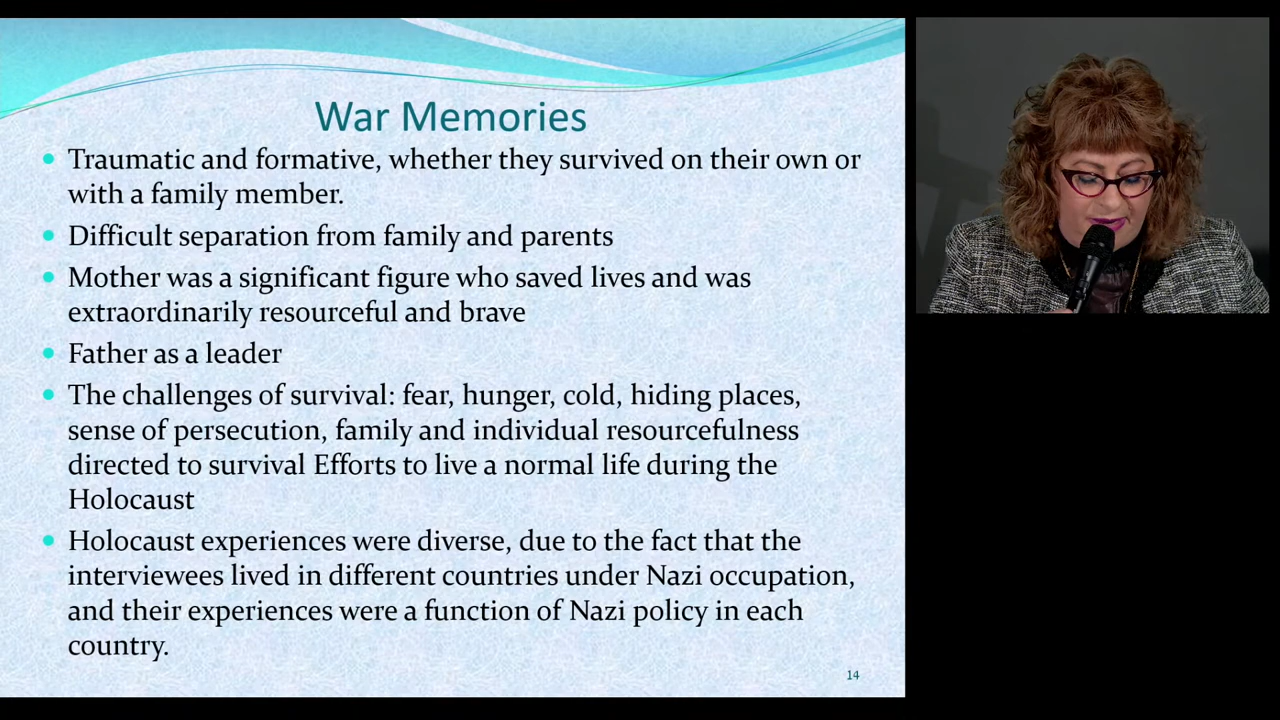 War Memories
Traumatic and formative, whether they survived on their own or
with a family member.
Difficult separation from family and parents
Mother was a significant figure who saved lives and was
extraordinarily resourceful and brave
Father as a leader
The challenges of survival: fear, hunger, cold, hiding places,
sense of persecution, family and individual resourcefulness
directed to survival Efforts to live a normal life during the
Holocaust
Holocaust experiences were diverse, due to the fact that the
interviewees lived in different countries under Nazi occupation,
and their experiences were a function of Nazi policy in each
country.
14